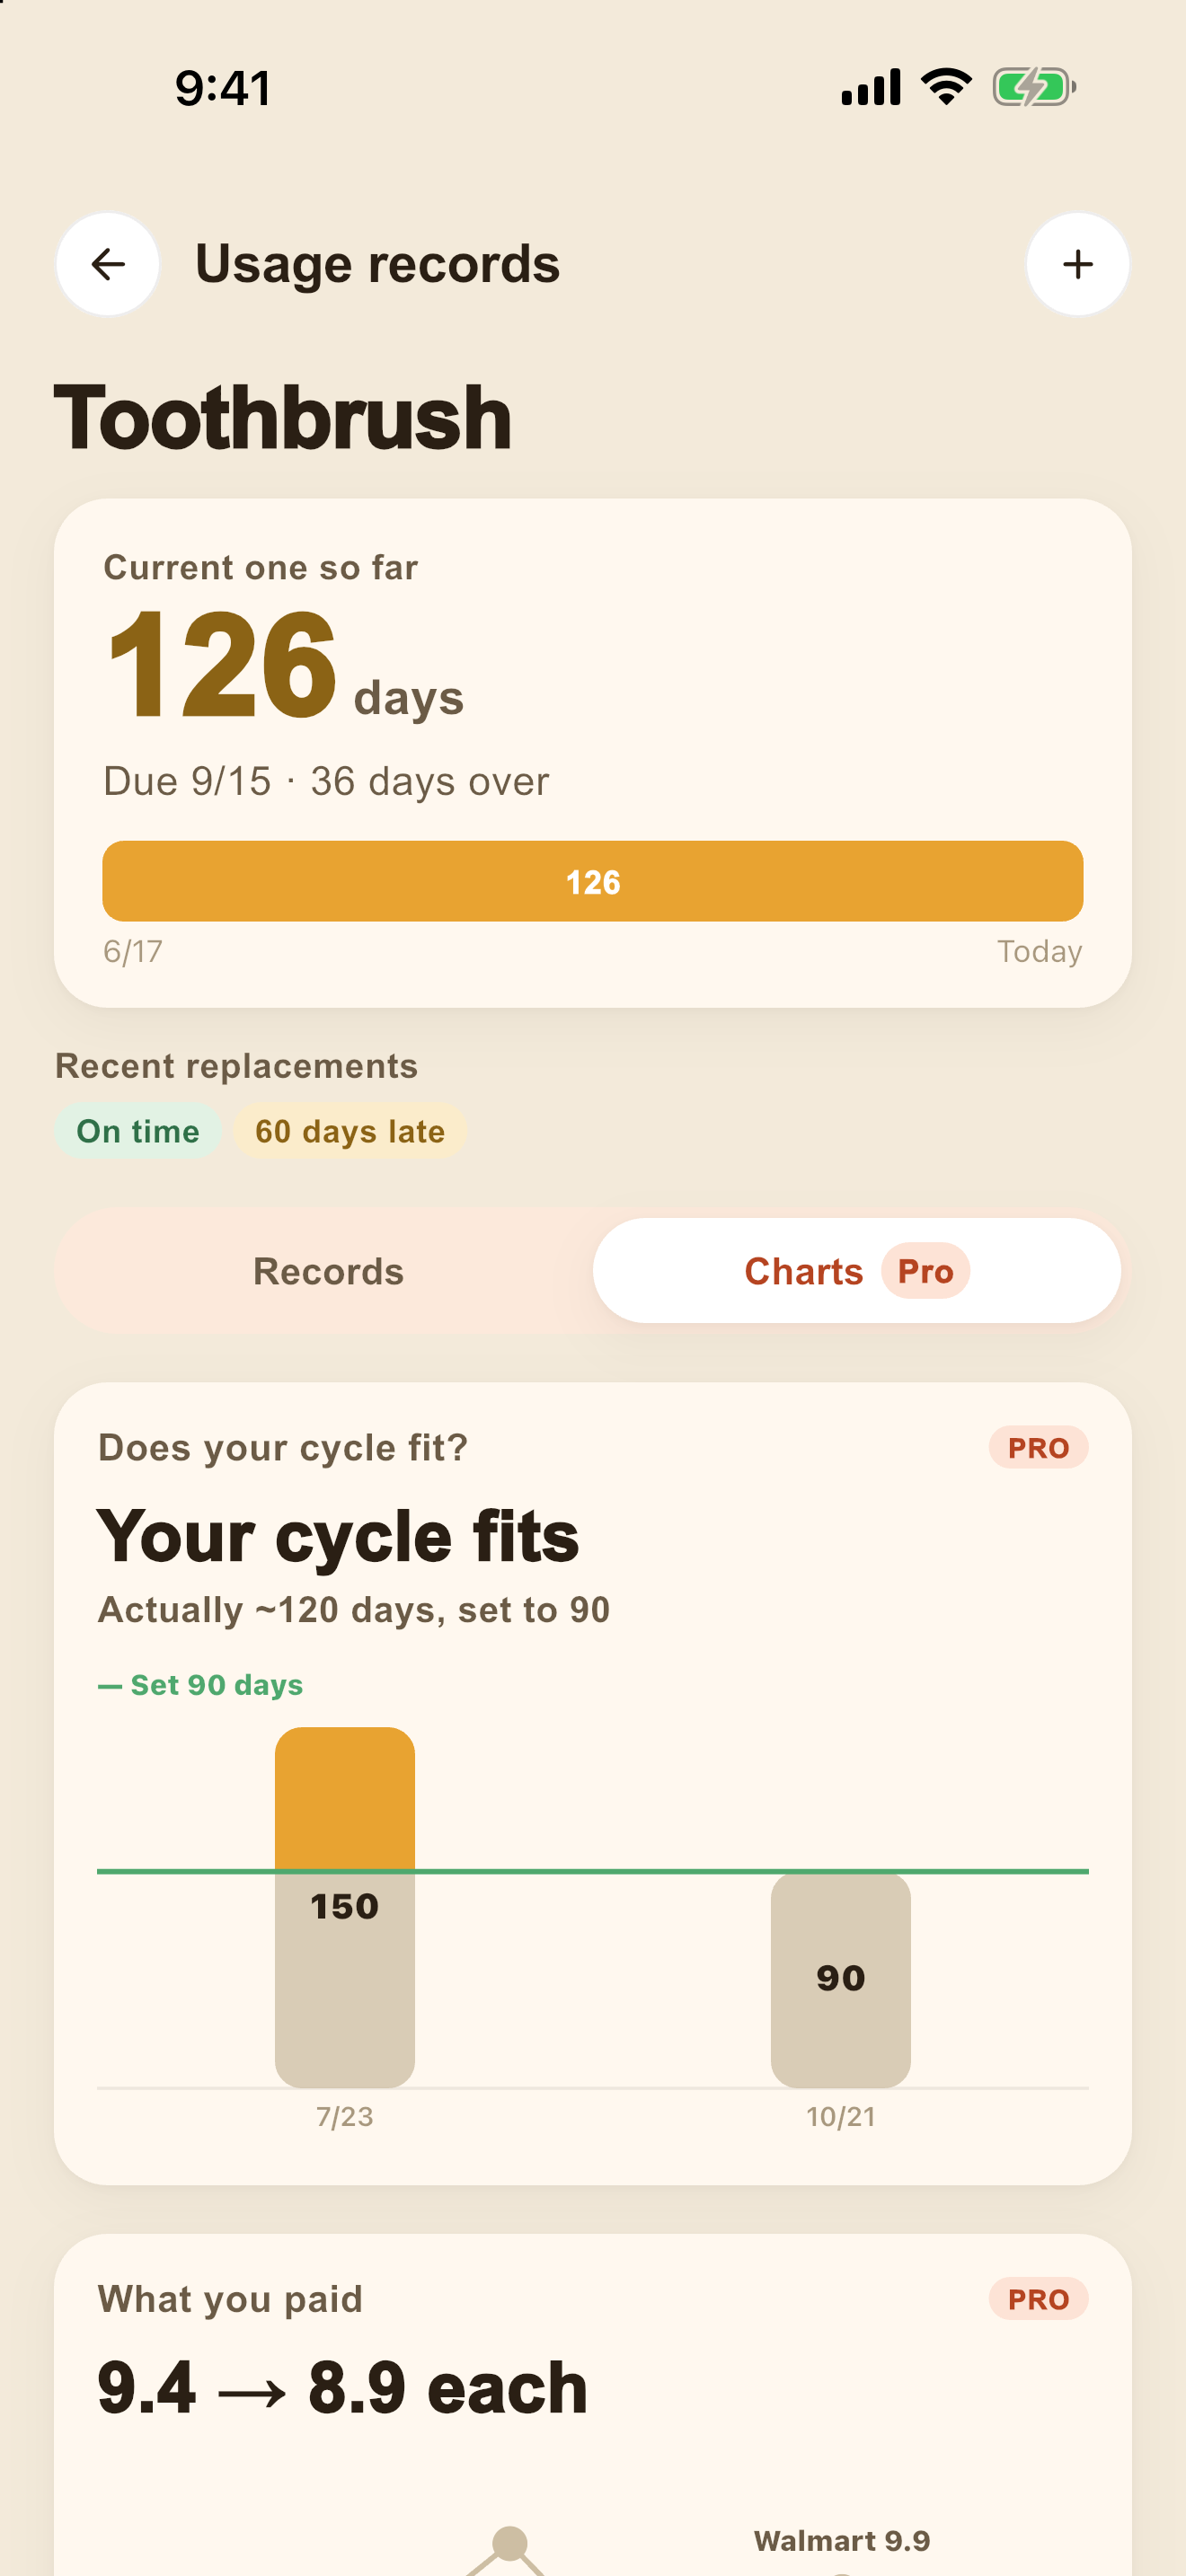 9:41
Usage records
Toothbrush
Current one so far
126 days
Due 9/15 · 36 days over
126
6/17 Today
Recent replacements
On time 60 days late
Records Charts Pro
Does your cycle fit? PRO
Your cycle fits
Actually ~120 days, set to 90
— Set 90 days
150
90
7/23 10/21
What you paid PRO
9.4 → 8.9 each
Walmart 9.9